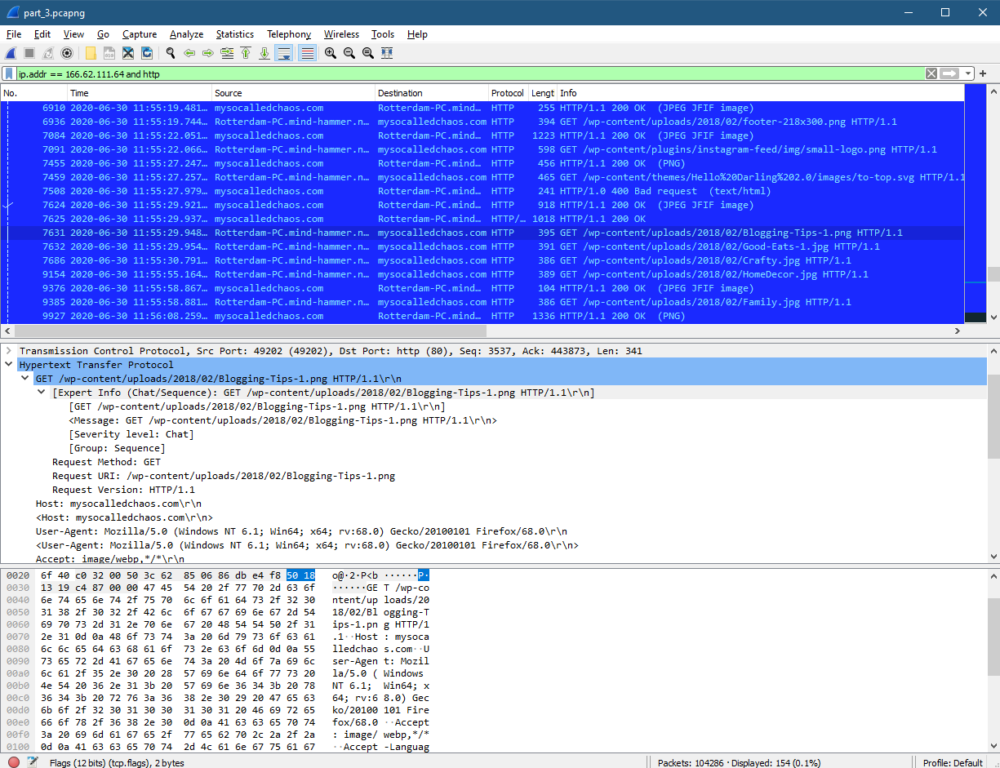 part_3.pcapng
File Edit View Go Capture Analyze Statistics Telephony Wireless Tools Help
ip.addr == 166.62.111.64 and http
No. Time Source Destination Protocol Lengt Info
6910 2020-06-30 11:55:19.481… mysocalledchaos.com Rotterdam-PC.mind… HTTP 255 HTTP/1.1 200 OK (JPEG JFIF image)
6936 2020-06-30 11:55:19.744… Rotterdam-PC.mind-hammer.n… mysocalledchaos.com HTTP 394 GET /wp-content/uploads/2018/02/footer-218x300.png HTTP/1.1
7084 2020-06-30 11:55:22.051… mysocalledchaos.com Rotterdam-PC.mind… HTTP 1223 HTTP/1.1 200 OK (JPEG JFIF image)
7091 2020-06-30 11:55:22.066… Rotterdam-PC.mind-hammer.n… mysocalledchaos.com HTTP 598 GET /wp-content/plugins/instagram-feed/img/small-logo.png HTTP/1.1
7455 2020-06-30 11:55:27.247… mysocalledchaos.com Rotterdam-PC.mind… HTTP 456 HTTP/1.1 200 OK (PNG)
7459 2020-06-30 11:55:27.257… Rotterdam-PC.mind-hammer.n… mysocalledchaos.com HTTP 465 GET /wp-content/themes/Hello%20Darling%202.0/images/to-top.svg HTTP/1.1
7508 2020-06-30 11:55:27.979… mysocalledchaos.com Rotterdam-PC.mind… HTTP 241 HTTP/1.0 400 Bad request (text/html)
7624 2020-06-30 11:55:29.921… mysocalledchaos.com Rotterdam-PC.mind… HTTP 918 HTTP/1.1 200 OK (JPEG JFIF image)
7625 2020-06-30 11:55:29.937… mysocalledchaos.com Rotterdam-PC.mind… HTTP/… 1018 HTTP/1.1 200 OK
7631 2020-06-30 11:55:29.948… Rotterdam-PC.mind-hammer.n… mysocalledchaos.com HTTP 395 GET /wp-content/uploads/2018/02/Blogging-Tips-1.png HTTP/1.1
7632 2020-06-30 11:55:29.954… Rotterdam-PC.mind-hammer.n… mysocalledchaos.com HTTP 391 GET /wp-content/uploads/2018/02/Good-Eats-1.jpg HTTP/1.1
7686 2020-06-30 11:55:30.791… Rotterdam-PC.mind-hammer.n… mysocalledchaos.com HTTP 386 GET /wp-content/uploads/2018/02/Crafty.jpg HTTP/1.1
9154 2020-06-30 11:55:55.164… Rotterdam-PC.mind-hammer.n… mysocalledchaos.com HTTP 389 GET /wp-content/uploads/2018/02/HomeDecor.jpg HTTP/1.1
9376 2020-06-30 11:55:58.867… mysocalledchaos.com Rotterdam-PC.mind… HTTP 104 HTTP/1.1 200 OK (JPEG JFIF image)
9385 2020-06-30 11:55:58.881… Rotterdam-PC.mind-hammer.n… mysocalledchaos.com HTTP 386 GET /wp-content/uploads/2018/02/Family.jpg HTTP/1.1
9927 2020-06-30 11:56:08.259… mysocalledchaos.com Rotterdam-PC.mind… HTTP 1336 HTTP/1.1 200 OK (PNG)
Transmission Control Protocol, Src Port: 49202 (49202), Dst Port: http (80), Seq: 3537, Ack: 443873, Len: 341
Hypertext Transfer Protocol
GET /wp-content/uploads/2018/02/Blogging-Tips-1.png HTTP/1.1\r\n
[Expert Info (Chat/Sequence): GET /wp-content/uploads/2018/02/Blogging-Tips-1.png HTTP/1.1\r\n]
[GET /wp-content/uploads/2018/02/Blogging-Tips-1.png HTTP/1.1\r\n]
<Message: GET /wp-content/uploads/2018/02/Blogging-Tips-1.png HTTP/1.1\r\n>
[Severity level: Chat]
[Group: Sequence]
Request Method: GET
Request URI: /wp-content/uploads/2018/02/Blogging-Tips-1.png
Request Version: HTTP/1.1
Host: mysocalledchaos.com\r\n
<Host: mysocalledchaos.com\r\n>
User-Agent: Mozilla/5.0 (Windows NT 6.1; Win64; x64; rv:68.0) Gecko/20100101 Firefox/68.0\r\n
<User-Agent: Mozilla/5.0 (Windows NT 6.1; Win64; x64; rv:68.0) Gecko/20100101 Firefox/68.0\r\n>
Accept: image/webp,*/*\r\n
0020 6f 40 c0 32 00 50 3c 62 85 06 86 db e4 f8 50 18 o@·2·P<b ······P·
0030 13 19 c4 87 00 00 47 45 54 20 2f 77 70 2d 63 6f ······GE T /wp-co
0040 6e 74 65 6e 74 2f 75 70 6c 6f 61 64 73 2f 32 30 ntent/up loads/20
0050 31 38 2f 30 32 2f 42 6c 6f 67 67 69 6e 67 2d 54 18/02/Bl ogging-T
0060 69 70 73 2d 31 2e 70 6e 67 20 48 54 54 50 2f 31 ips-1.pn g HTTP/1
0070 2e 31 0d 0a 48 6f 73 74 3a 20 6d 79 73 6f 63 61 .1··Host : mysoca
0080 6c 6c 65 64 63 68 61 6f 73 2e 63 6f 6d 0d 0a 55 lledchao s.com··U
0090 73 65 72 2d 41 67 65 6e 74 3a 20 4d 6f 7a 69 6c ser-Agen t: Mozil
00a0 6c 61 2f 35 2e 30 20 28 57 69 6e 64 6f 77 73 20 la/5.0 ( Windows
00b0 4e 54 20 36 2e 31 3b 20 57 69 6e 36 34 3b 20 78 NT 6.1; Win64; x
00c0 36 34 3b 20 72 76 3a 36 38 2e 30 29 20 47 65 63 64; rv:6 8.0) Gec
00d0 6b 6f 2f 32 30 31 30 30 31 30 31 20 46 69 72 65 ko/20100 101 Fire
00e0 66 6f 78 2f 36 38 2e 30 0d 0a 41 63 63 65 70 74 fox/68.0 ··Accept
00f0 3a 20 69 6d 61 67 65 2f 77 65 62 70 2c 2a 2f 2a : image/ webp,*/*
0100 0d 0a 41 63 63 65 70 74 2d 4c 61 6e 67 75 61 67 ··Accept -Languag
Flags (12 bits) (tcp.flags), 2 bytes Packets: 104286 · Displayed: 154 (0.1%) Profile: Default